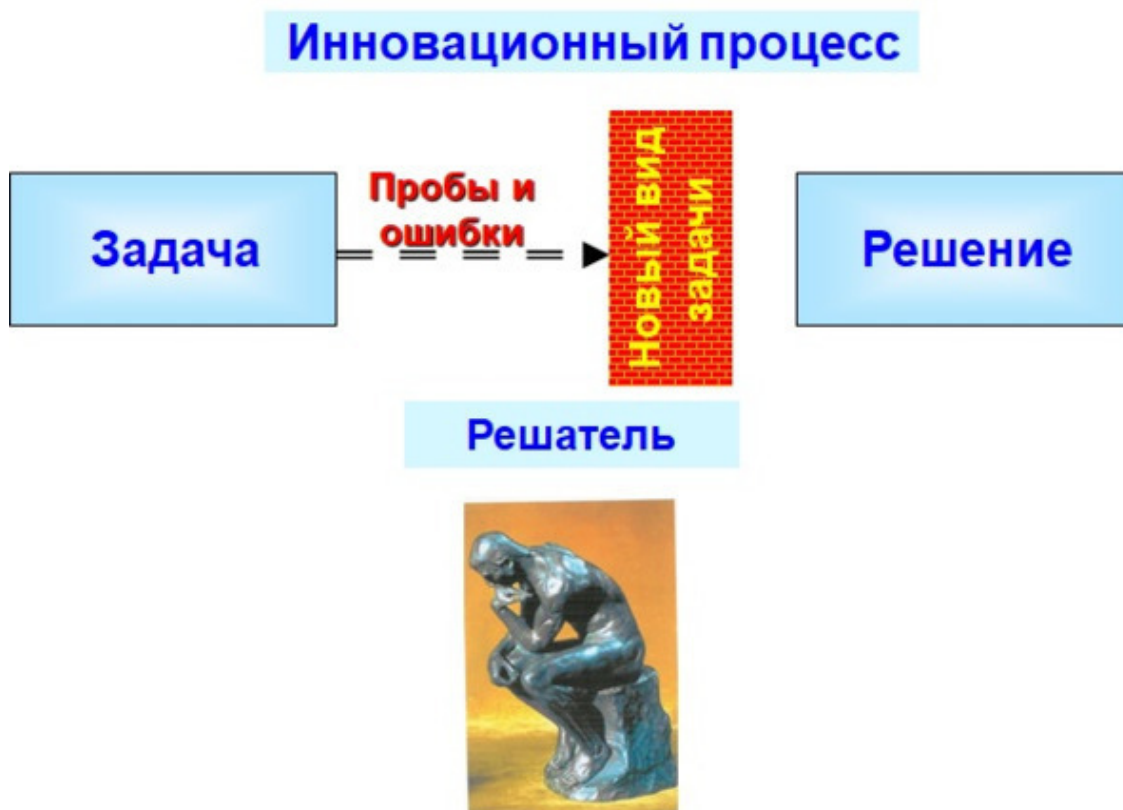 Инновационный процесс
Задача
Пробы и
ошибки
Новый вид
задачи
Решение
Решатель